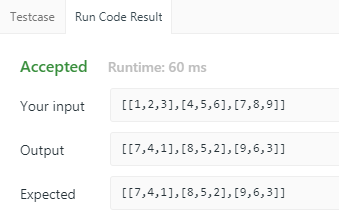 Testcase Run Code Result
Accepted Runtime: 60 ms
Your input [[1,2,3],[4,5,6],[7,8,9]]
Output [[7,4,1],[8,5,2],[9,6,3]]
Expected [[7,4,1],[8,5,2],[9,6,3]]